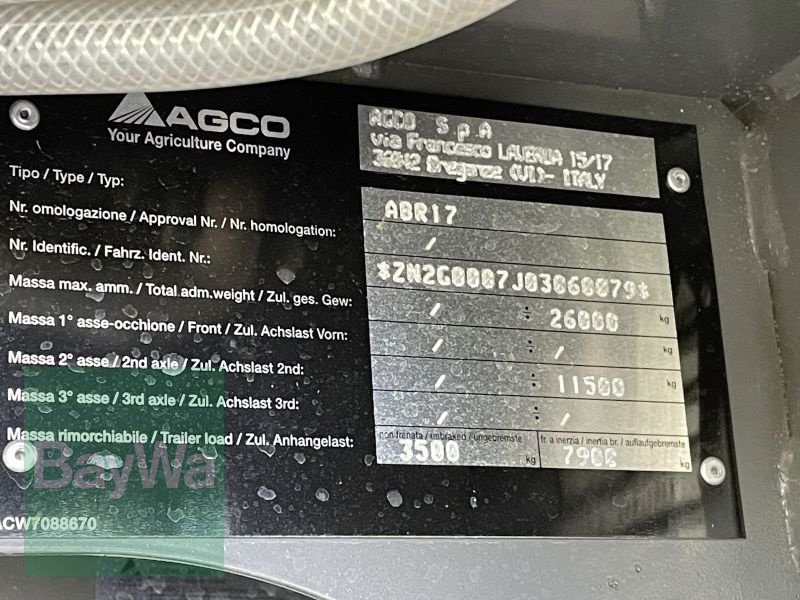 AGCO
Your Agriculture Company
AGCO S.p.A
Via Francesco LAVERDA 15/17
36042 Breganze (VI)- ITALY
Tipo / Type / Typ:
ABR17
Nr. omologazione / Approval Nr. / Nr. homologation:
/
Nr. Identific. / Fahrz. Ident. Nr.:
*ZN2G0007J03060079*
Massa max. amm. / Total adm.weight / Zul. ges. Gew:
/ : 26000 kg
Massa 1° asse-occhione / Front / Zul. Achslast Vorn:
/ : / kg
Massa 2° asse / 2nd axle / Zul. Achslast 2nd:
/ : 11500 kg
Massa 3° asse / 3rd axle / Zul. Achslast 3rd:
/ : /
Massa rimorchiabile / Trailer load / Zul. Anhangelast:
non frenata / umbraked / ungebremste
3500 kg
fr. a inerzia / inertia br. / auflaufgebremste
kg
BayWa
ACW7088670